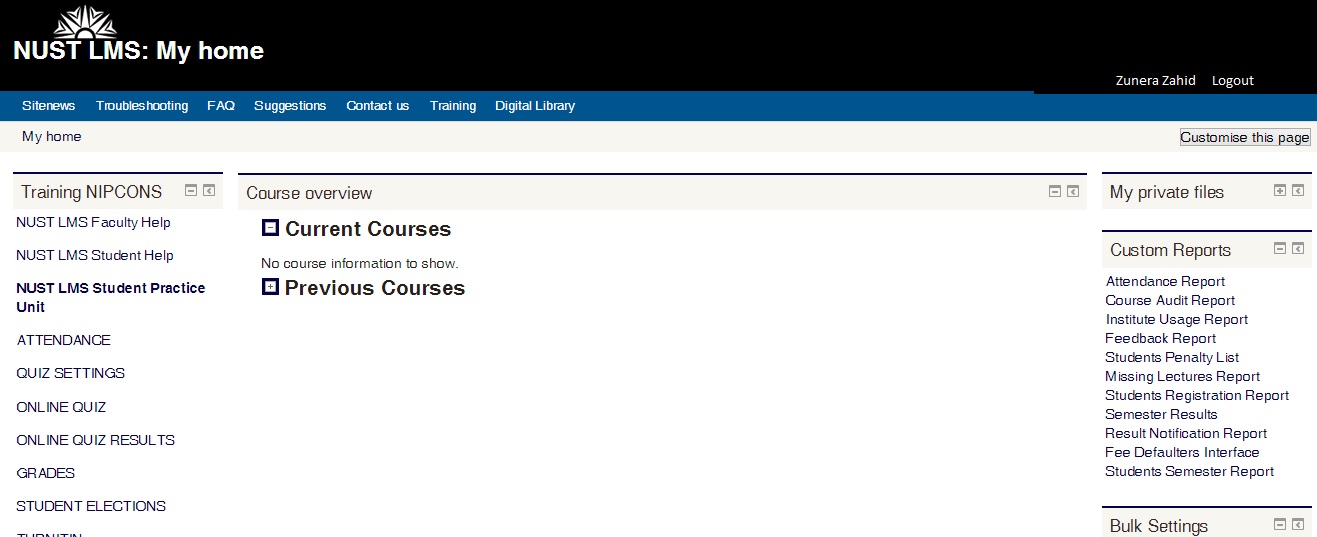 NUST LMS: My home
Zunera Zahid Logout
Sitenews Troubleshooting FAQ Suggestions Contact us Training Digital Library
My home
Customise this page
Training NIPCONS
NUST LMS Faculty Help
NUST LMS Student Help
NUST LMS Student Practice
Unit
ATTENDANCE
QUIZ SETTINGS
ONLINE QUIZ
ONLINE QUIZ RESULTS
GRADES
STUDENT ELECTIONS
TURNITIN
Course overview
Current Courses
No course information to show.
Previous Courses
My private files
Custom Reports
Attendance Report
Course Audit Report
Institute Usage Report
Feedback Report
Students Penalty List
Missing Lectures Report
Students Registration Report
Semester Results
Result Notification Report
Fee Defaulters Interface
Students Semester Report
Bulk Settings